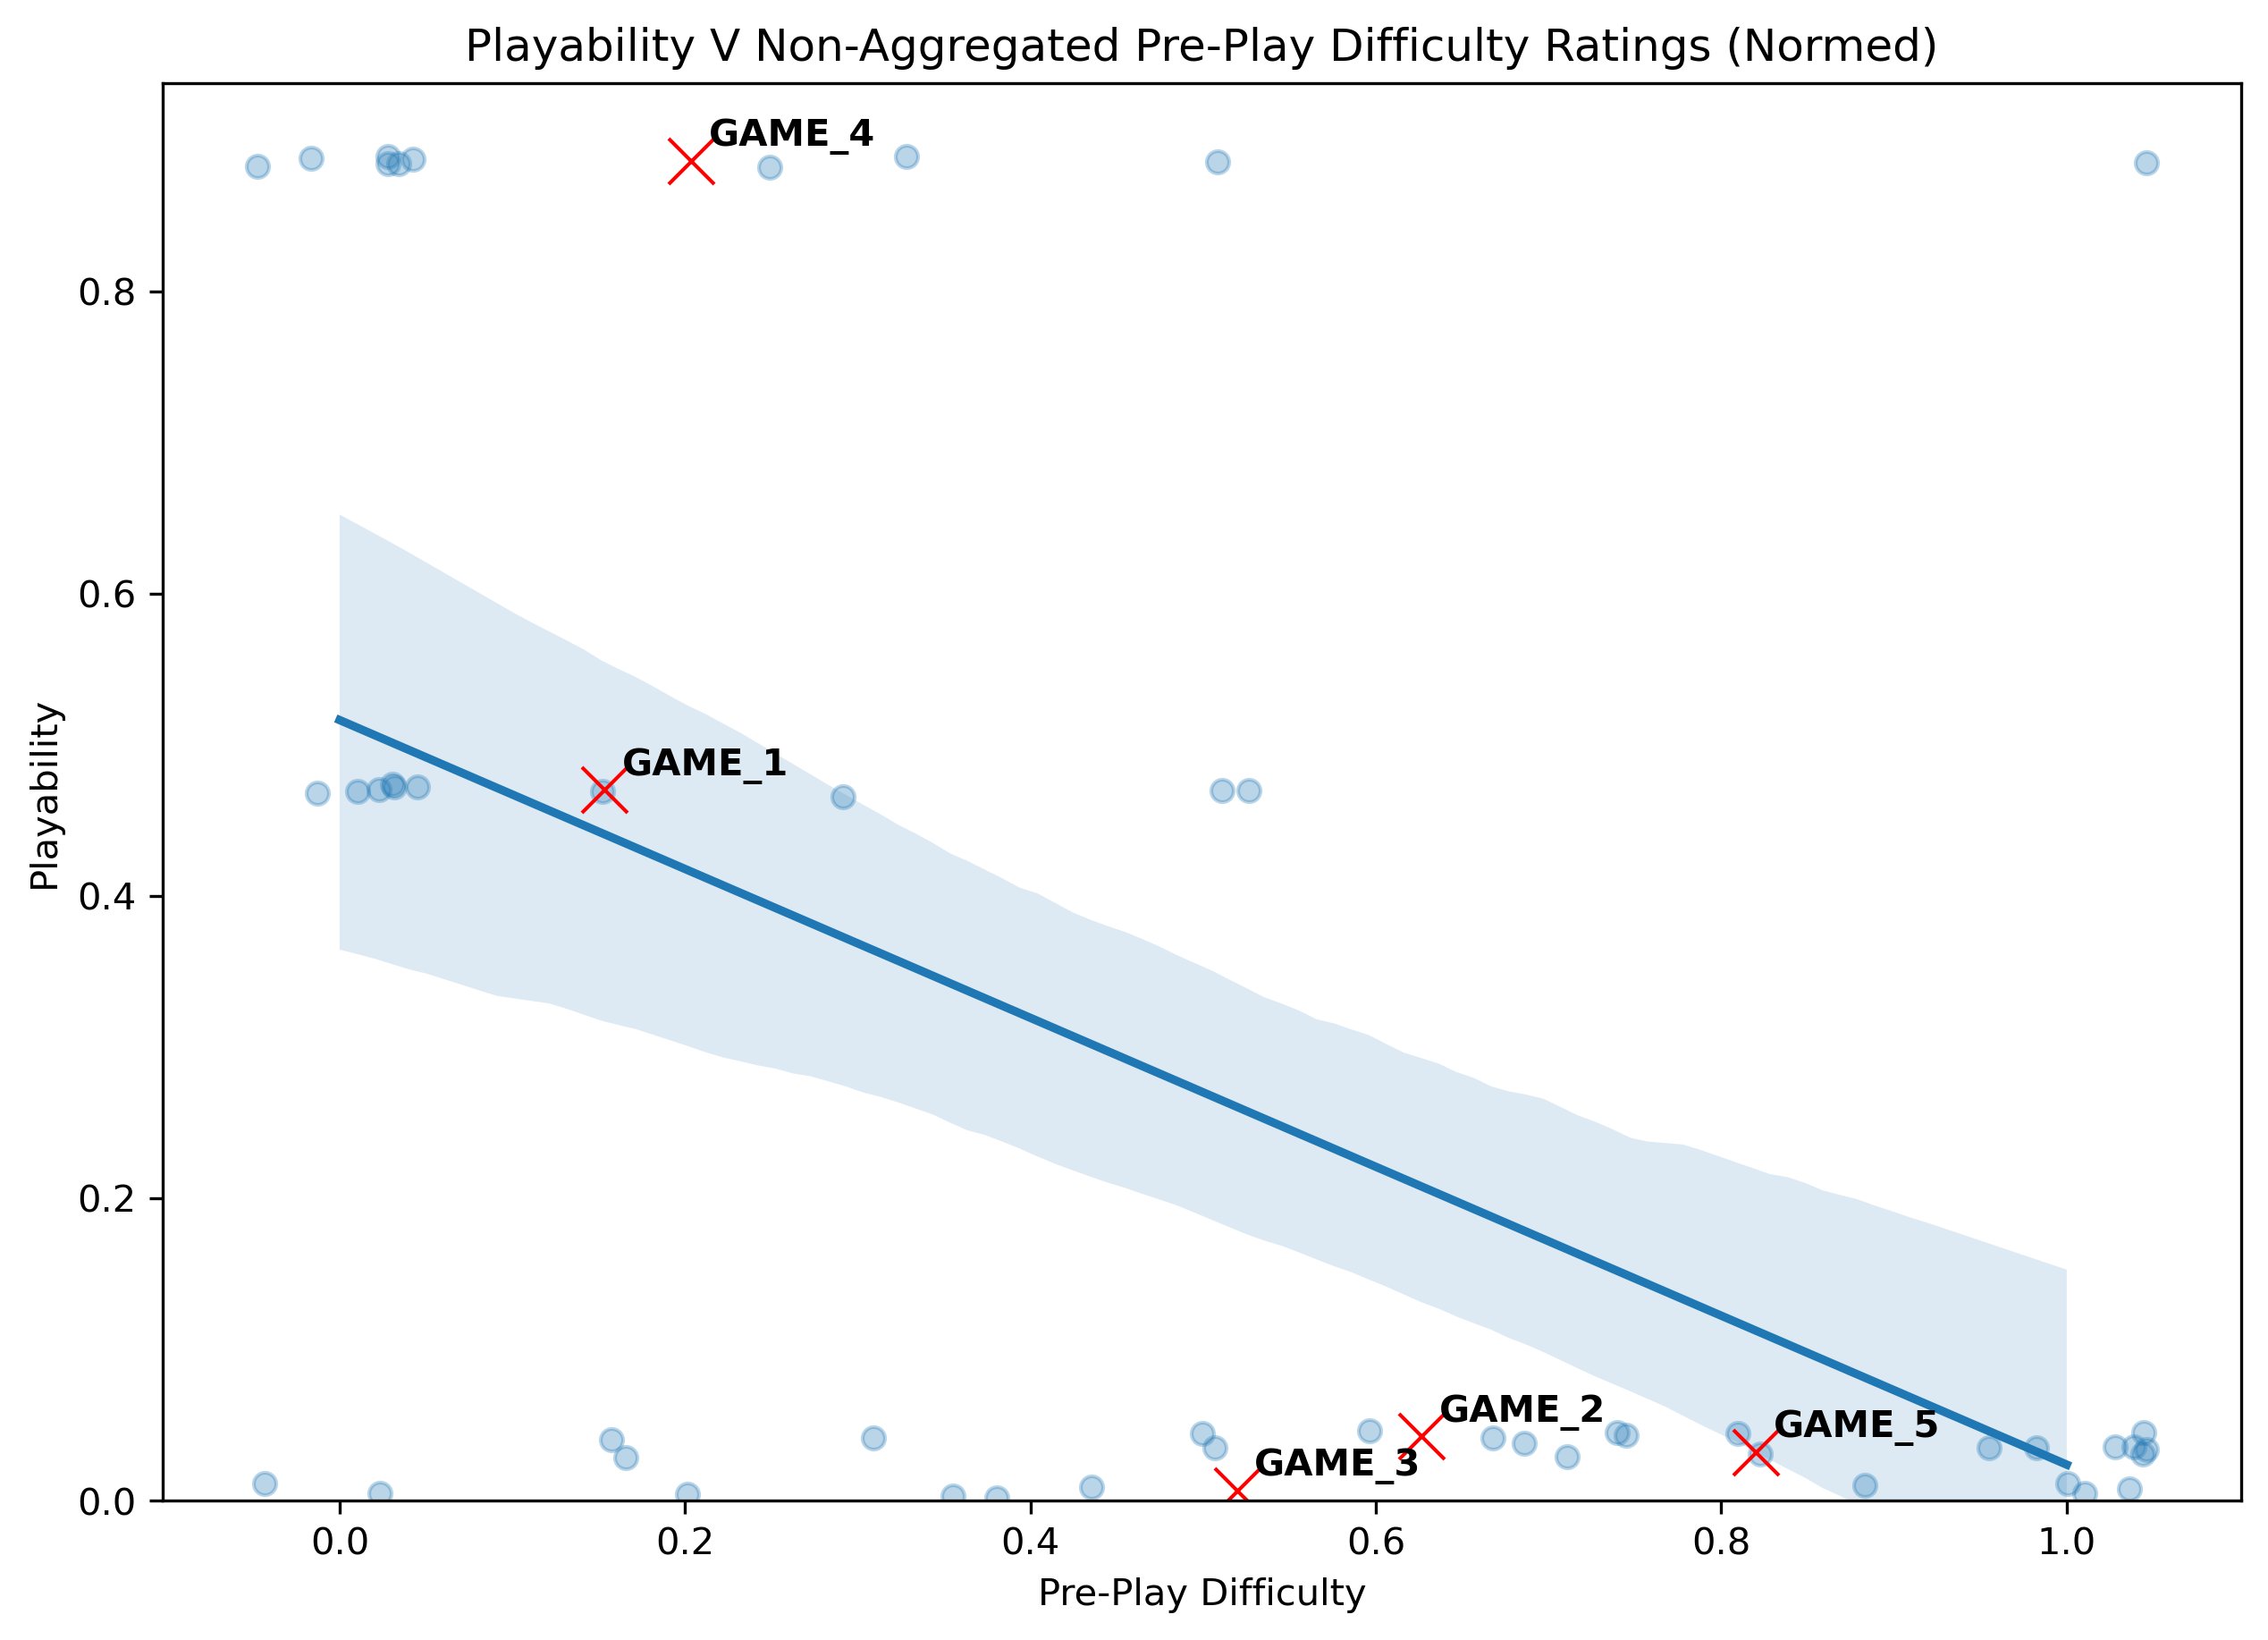 Playability V Non-Aggregated Pre-Play Difficulty Ratings (Normed)
GAME_4
0.8
0.6
GAME_1
Playability
0.4
0.2
GAME_2
GAME_5
GAME_3
0.0
0.0 0.2 0.4 0.6 0.8 1.0
Pre-Play Difficulty